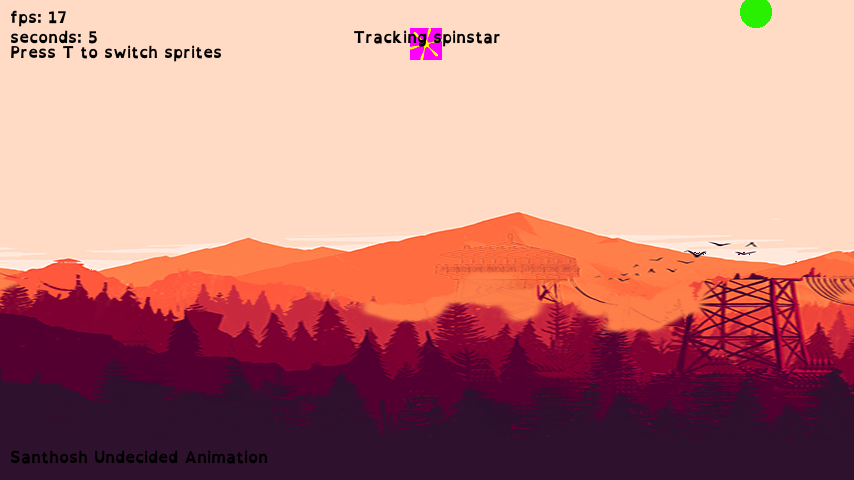 fps: 17
seconds: 5
Press T to switch sprites
Tracking spinstar
Santhosh Undecided Animation